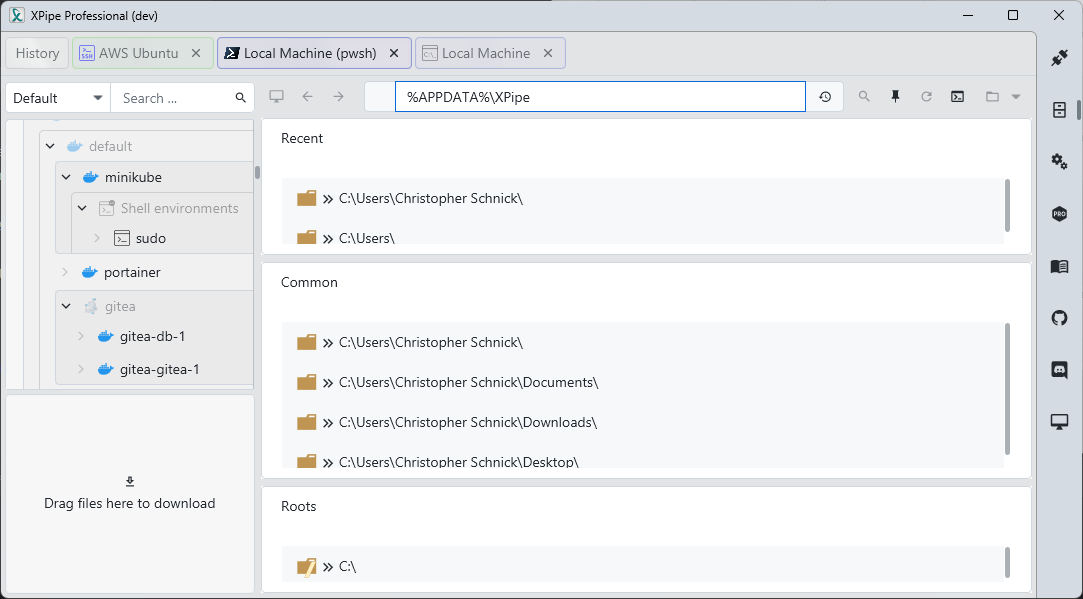 XPipe Professional (dev)
History
AWS Ubuntu
Local Machine (pwsh)
Local Machine
Default
Search ...
%APPDATA%\XPipe
default
minikube
Shell environments
sudo
portainer
gitea
gitea-db-1
gitea-gitea-1
Drag files here to download
Recent
C:\Users\Christopher Schnick\
C:\Users\
Common
C:\Users\Christopher Schnick\
C:\Users\Christopher Schnick\Documents\
C:\Users\Christopher Schnick\Downloads\
C:\Users\Christopher Schnick\Desktop\
Roots
C:\
PRO